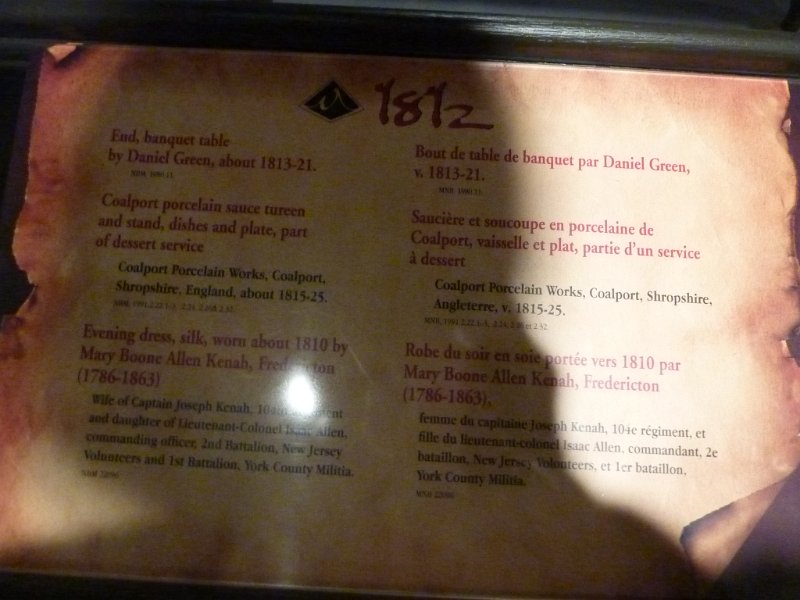 1812
End, banquet table
by Daniel Green, about 1813-21.
Coalport porcelain sauce tureen
and stand, dishes and plate, part
of dessert service
Coalport Porcelain Works, Coalport,
Shropshire, England, about 1815-25.
Evening dress, silk, worn about 1810 by
Mary Boone Allen Kenah, Fredericton
(1786-1863)
Wife of Captain Joseph Kenah, 104th Regiment
and daughter of Lieutenant-Colonel Isaac Allen,
commanding officer, 2nd Battalion, New Jersey
Volunteers and 1st Battalion, York County Militia.
Bout de table de banquet par Daniel Green,
v. 1813-21.
Saucière et soucoupe en porcelaine de
Coalport, vaisselle et plat, partie d'un service
à dessert
Coalport Porcelain Works, Coalport, Shropshire,
Angleterre, v. 1815-25.
Robe du soir en soie portée vers 1810 par
Mary Boone Allen Kenah, Fredericton
(1786-1863),
femme du capitaine Joseph Kenah, 104e régiment, et
fille du lieutenant-colonel Isaac Allen, commandant, 2e
bataillon, New Jersey Volunteers, et 1er bataillon,
York County Militia.